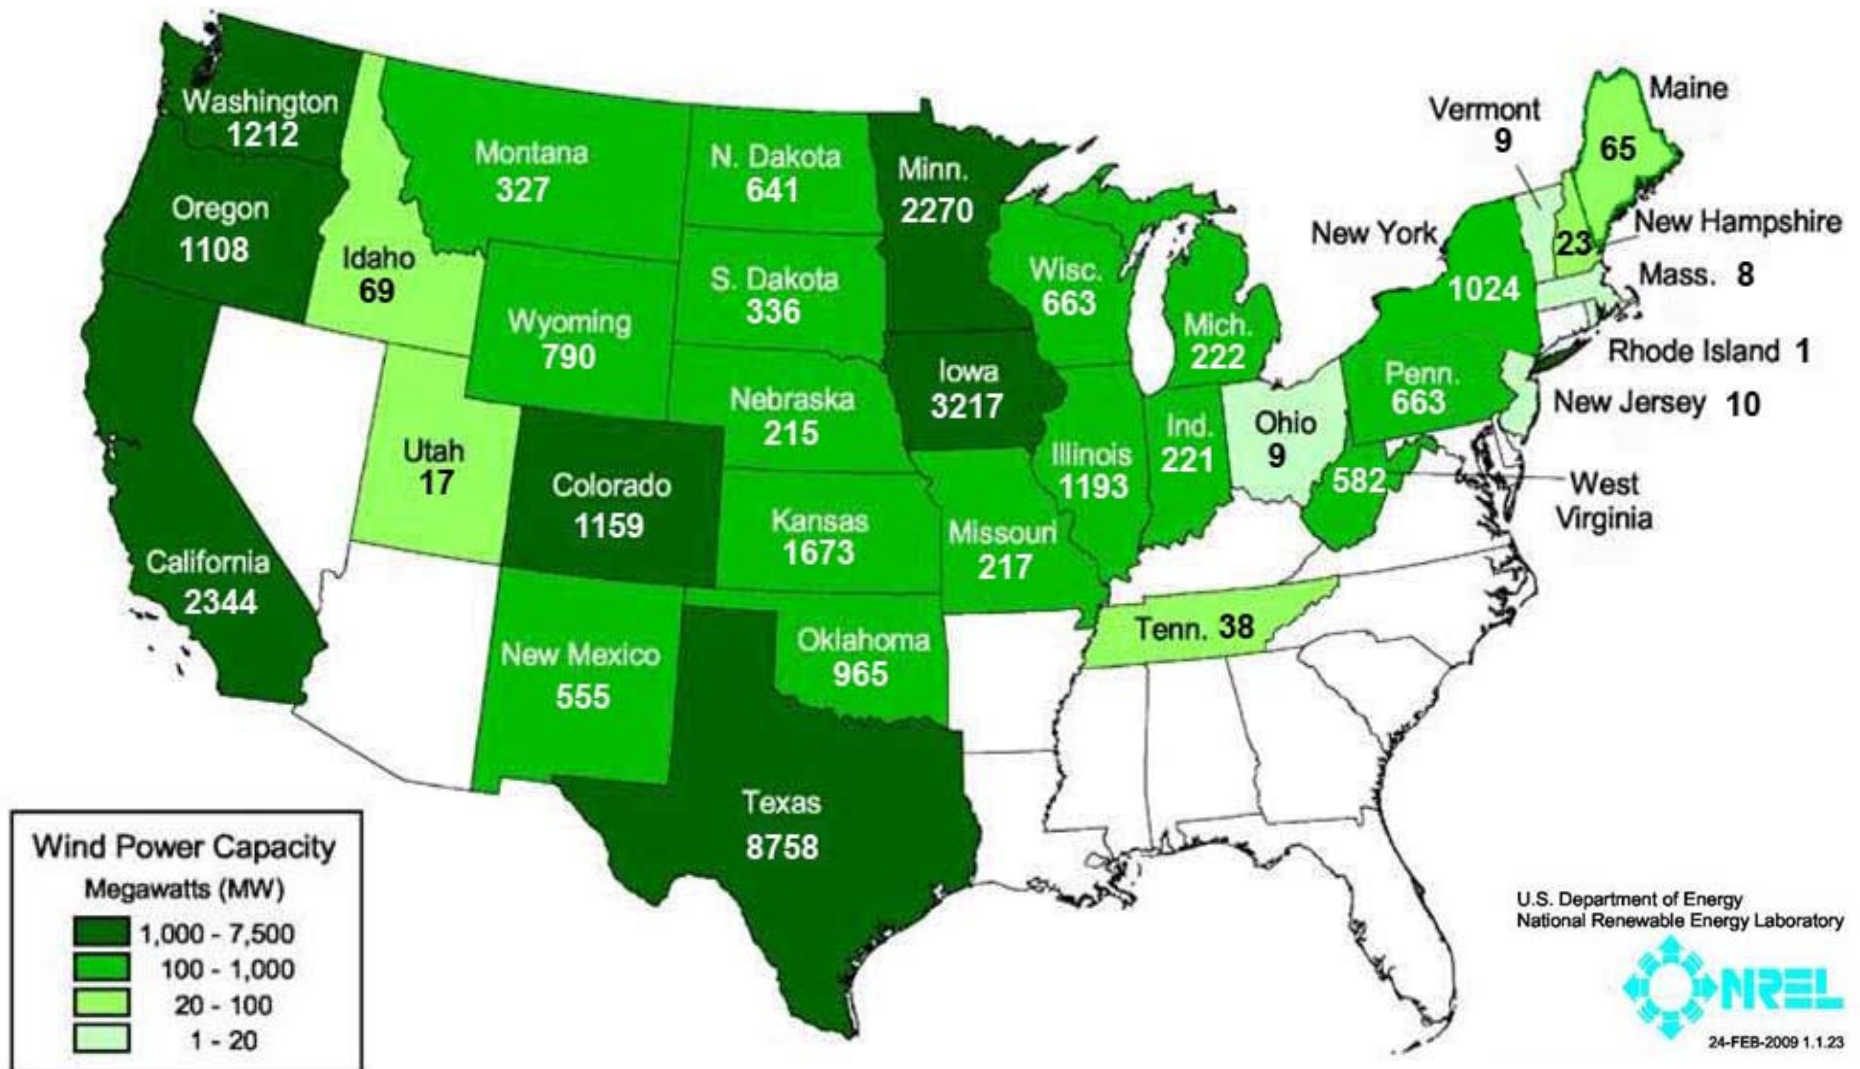 Washington
1212
Oregon
1108
California
2344
Idaho
69
Utah
17
Montana
327
Wyoming
790
Colorado
1159
New Mexico
555
N. Dakota
641
S. Dakota
336
Nebraska
215
Kansas
1673
Oklahoma
965
Texas
8758
Minn.
2270
Iowa
3217
Missouri
217
Wisc.
663
Illinois
1193
Mich.
222
Ind.
221
Ohio
9
Tenn. 38
Penn.
663
582
West
Virginia
New York
1024
Vermont
9
Maine
65
New Hampshire
23
Mass. 8
Rhode Island 1
New Jersey 10
Wind Power Capacity
Megawatts (MW)
1,000 - 7,500
100 - 1,000
20 - 100
1 - 20
U.S. Department of Energy
National Renewable Energy Laboratory
NREL
24-FEB-2009 1.1.23